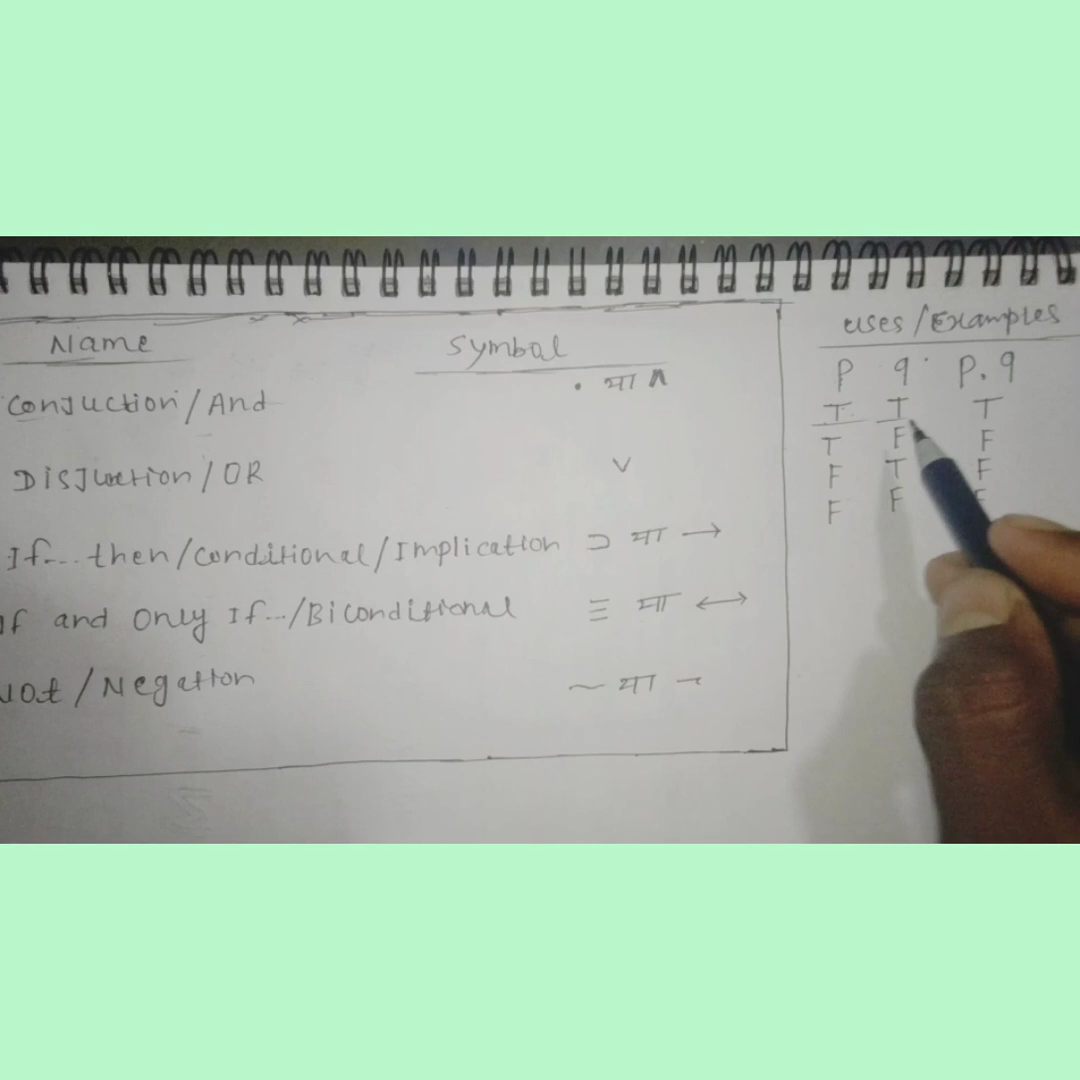 Name Symbol
Conjuction/And · या ∧
DisJunction/OR ∨
If....then/Conditional/Implication ⊃ या →
If and Only If.../Biconditional ≡ या ↔
Not/Negation ~ या ¬
Uses/Examples
P q P.q
T T T
T F F
F T F
F F F